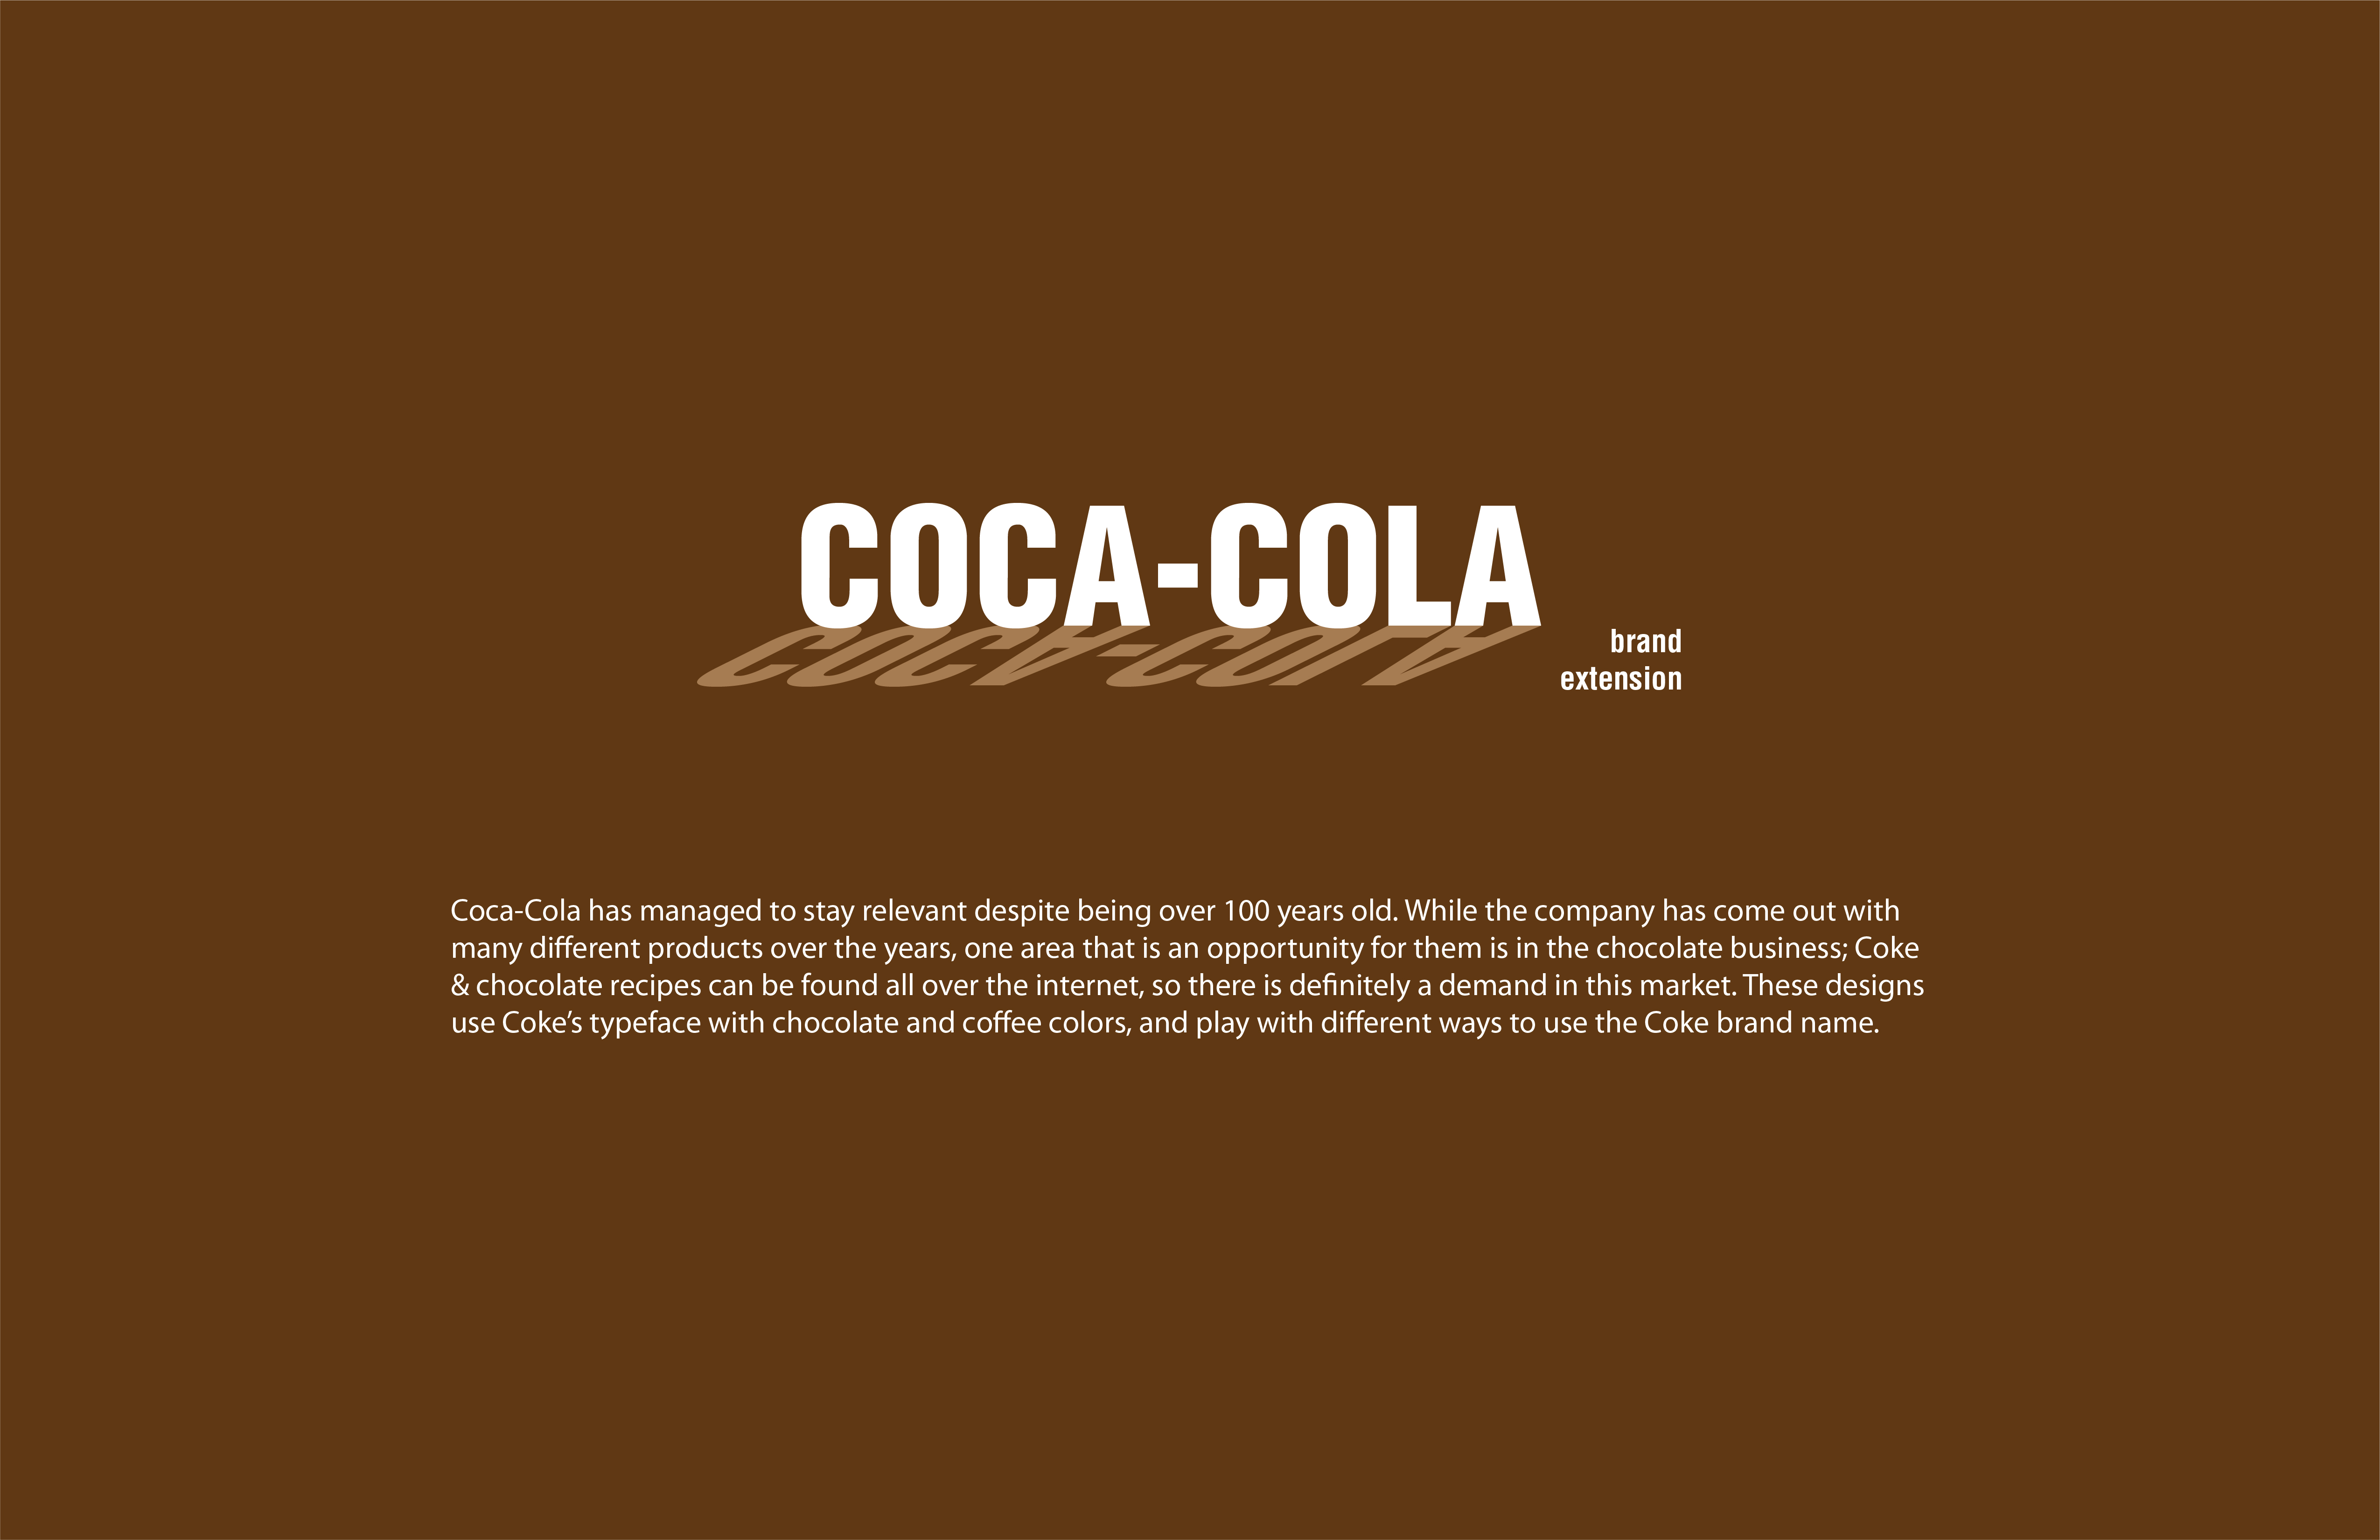 COCA-COLA
brand
extension
Coca-Cola has managed to stay relevant despite being over 100 years old. While the company has come out with
many different products over the years, one area that is an opportunity for them is in the chocolate business; Coke
& chocolate recipes can be found all over the internet, so there is definitely a demand in this market. These designs
use Coke’s typeface with chocolate and coffee colors, and play with different ways to use the Coke brand name.